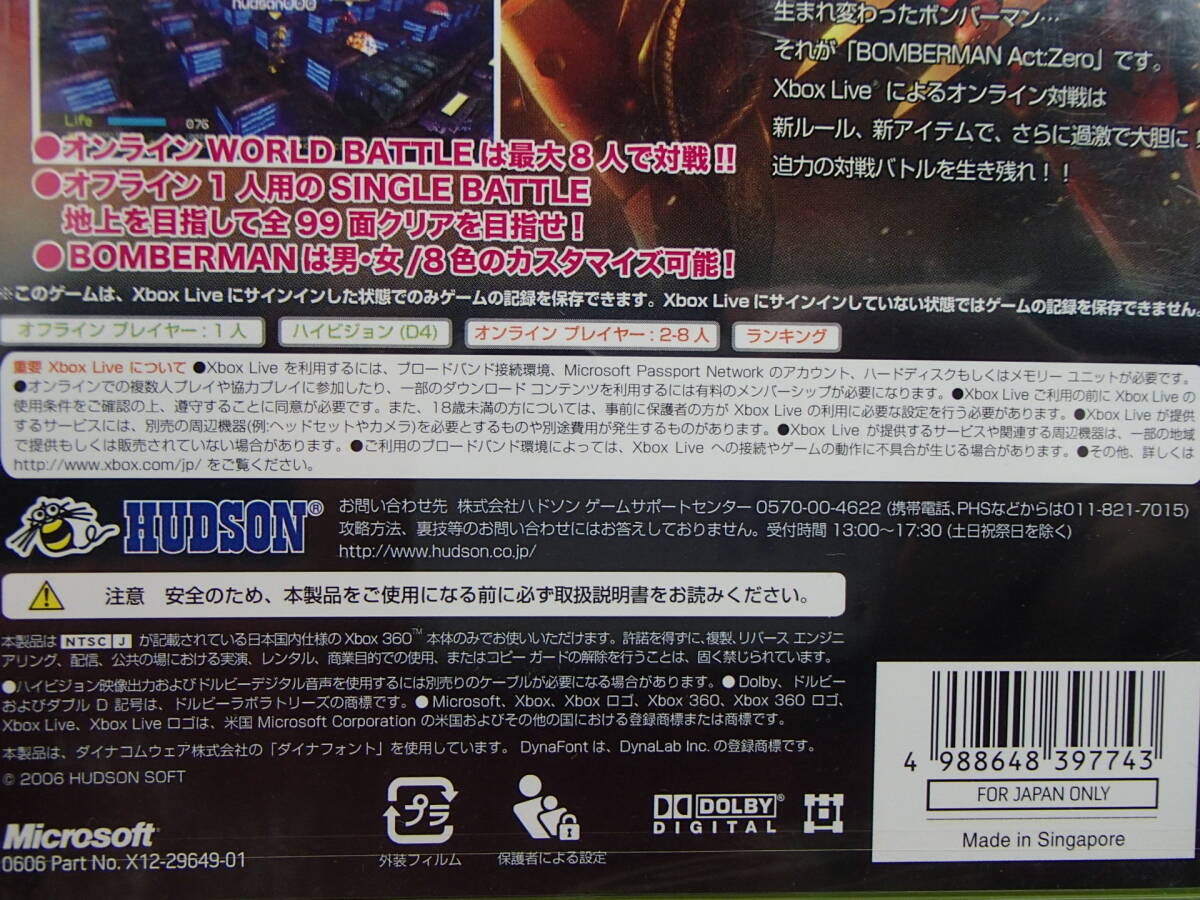 hudson000
Life 076
生まれ変わったボンバーマン…
それが「BOMBERMAN Act:Zero」です。
Xbox Live® によるオンライン対戦は
新ルール、新アイテムで、さらに過激で大胆に!
迫力の対戦バトルを生き残れ!!
●オンライン WORLD BATTLE は最大 8 人で対戦!!
●オフライン 1 人用の SINGLE BATTLE
地上を目指して全 99 面クリアを目指せ!
●BOMBERMAN は男・女 /8 色のカスタマイズ可能!
※このゲームは、Xbox Live にサインインした状態でのみゲームの記録を保存できます。Xbox Live にサインインしていない状態ではゲームの記録を保存できません。
オフライン プレイヤー:1 人
ハイビジョン (D4)
オンライン プレイヤー:2-8 人
ランキング
重要 Xbox Live について ●Xbox Live を利用するには、ブロードバンド接続環境、Microsoft Passport Network のアカウント、ハードディスクもしくはメモリー ユニットが必要です。
●オンラインでの複数人プレイや協力プレイに参加したり、一部のダウンロード コンテンツを利用するには有料のメンバーシップが必要になります。●Xbox Live ご利用の前に Xbox Live の
使用条件をご確認の上、遵守することに同意が必要です。また、18歳未満の方については、事前に保護者の方が Xbox Live の利用に必要な設定を行う必要があります。●Xbox Live が提供
するサービスには、別売の周辺機器(例:ヘッドセットやカメラ)を必要とするものや別途費用が発生するものがあります。●Xbox Live が提供するサービスや関連する周辺機器は、一部の地域
で提供もしくは販売されていない場合があります。●ご利用のブロードバンド環境によっては、Xbox Live への接続やゲームの動作に不具合が生じる場合があります。●その他、詳しくは
http://www.xbox.com/jp/ をご覧ください。
HUDSON®
お問い合わせ先 株式会社ハドソン ゲームサポートセンター 0570-00-4622 (携帯電話、PHSなどからは011-821-7015)
攻略方法、裏技等のお問い合わせにはお答えしておりません。受付時間 13:00〜17:30 (土日祝祭日を除く)
http://www.hudson.co.jp/
注意 安全のため、本製品をご使用になる前に必ず取扱説明書をお読みください。
本製品は NTSC J が記載されている日本国内仕様の Xbox 360™ 本体のみでお使いいただけます。許諾を得ずに、複製、リバース エンジニ
アリング、配信、公共の場における実演、レンタル、商業目的での使用、またはコピー ガードの解除を行うことは、固く禁じられています。
●ハイビジョン映像出力およびドルビーデジタル音声を使用するには別売りのケーブルが必要になる場合があります。● Dolby、ドルビー
およびダブル D 記号は、ドルビーラボラトリーズの商標です。● Microsoft、Xbox、Xbox ロゴ、Xbox 360、Xbox 360 ロゴ、
Xbox Live、Xbox Live ロゴは、米国 Microsoft Corporation の米国およびその他の国における登録商標または商標です。
本製品は、ダイナコムウェア株式会社の「ダイナフォント」を使用しています。 DynaFont は、DynaLab Inc. の登録商標です。
© 2006 HUDSON SOFT
Microsoft®
0606 Part No. X12-29649-01
プラ
外装フィルム
保護者による設定
DOLBY®
DIGITAL
4 988648 397743
FOR JAPAN ONLY
Made in Singapore